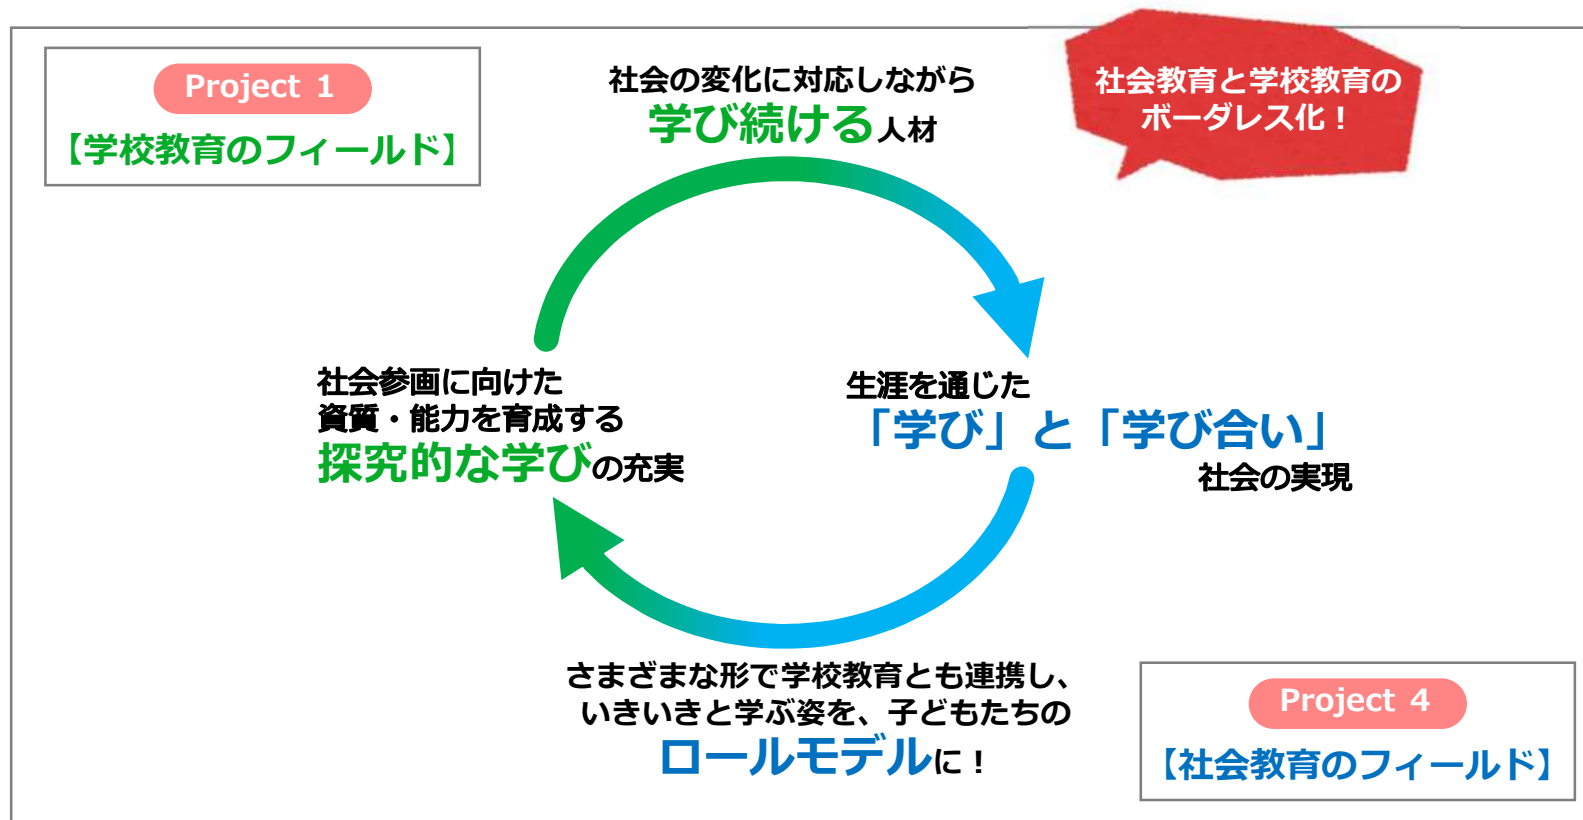 Project 1
【学校教育のフィールド】
社会の変化に対応しながら
学び続ける人材
社会教育と学校教育の
ボーダレス化！
社会参画に向けた
資質・能力を育成する
探究的な学びの充実
生涯を通じた
「学び」と「学び合い」
社会の実現
さまざまな形で学校教育とも連携し、
いきいきと学ぶ姿を、子どもたちの
ロールモデルに！
Project 4
【社会教育のフィールド】